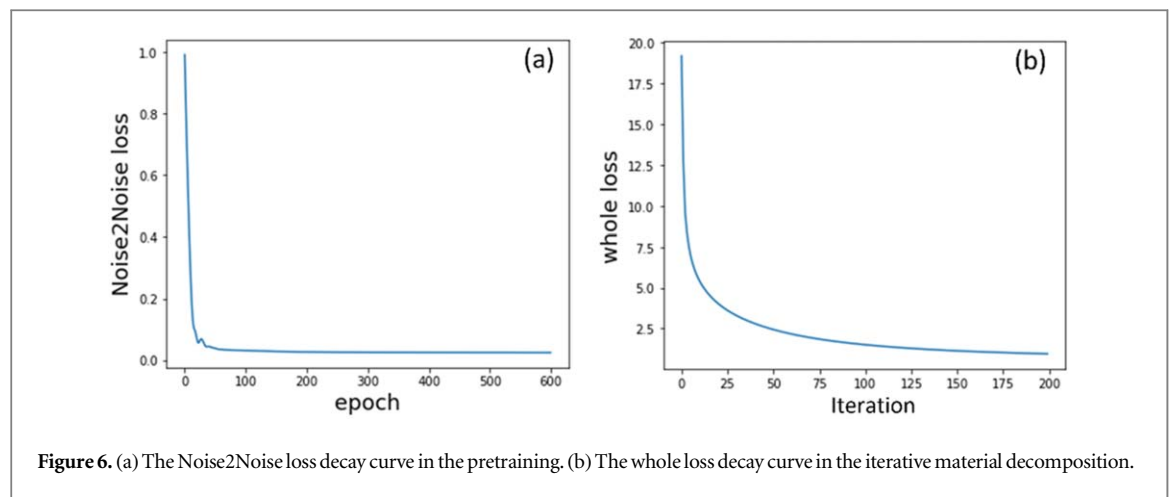 (a)
Noise2Noise loss
1.0
0.8
0.6
0.4
0.2
0.0
0 100 200 300 400 500 600
epoch
(b)
whole loss
20.0
17.5
15.0
12.5
10.0
7.5
5.0
2.5
0 25 50 75 100 125 150 175 200
Iteration
Figure 6. (a) The Noise2Noise loss decay curve in the pretraining. (b) The whole loss decay curve in the iterative material decomposition.